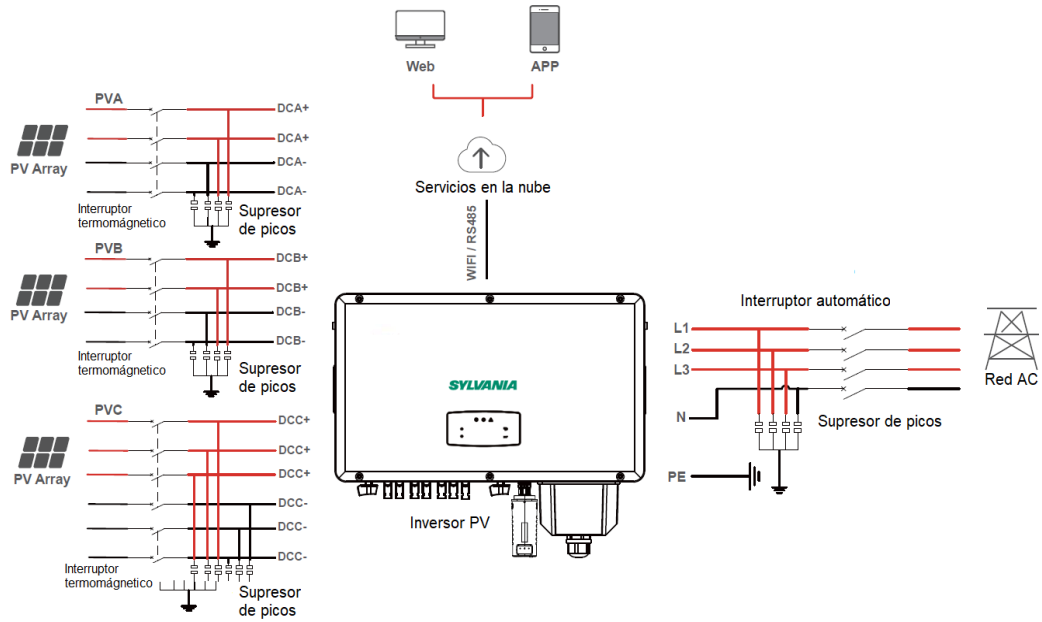 Web
APP
Servicios en la nube
WIFI / RS485
PVA
DCA+
DCA+
DCA-
DCA-
PV Array
Interruptor
termomágnetico
Supresor
de picos
PVB
DCB+
DCB+
DCB-
DCB-
PV Array
Interruptor
termomágnetico
Supresor
de picos
PVC
DCC+
DCC+
DCC+
DCC-
DCC-
DCC-
PV Array
Interruptor
termomágnetico
Supresor
de picos
SYLVANIA
Inversor PV
Interruptor automático
L1
L2
L3
N
PE
Supresor de picos
Red AC